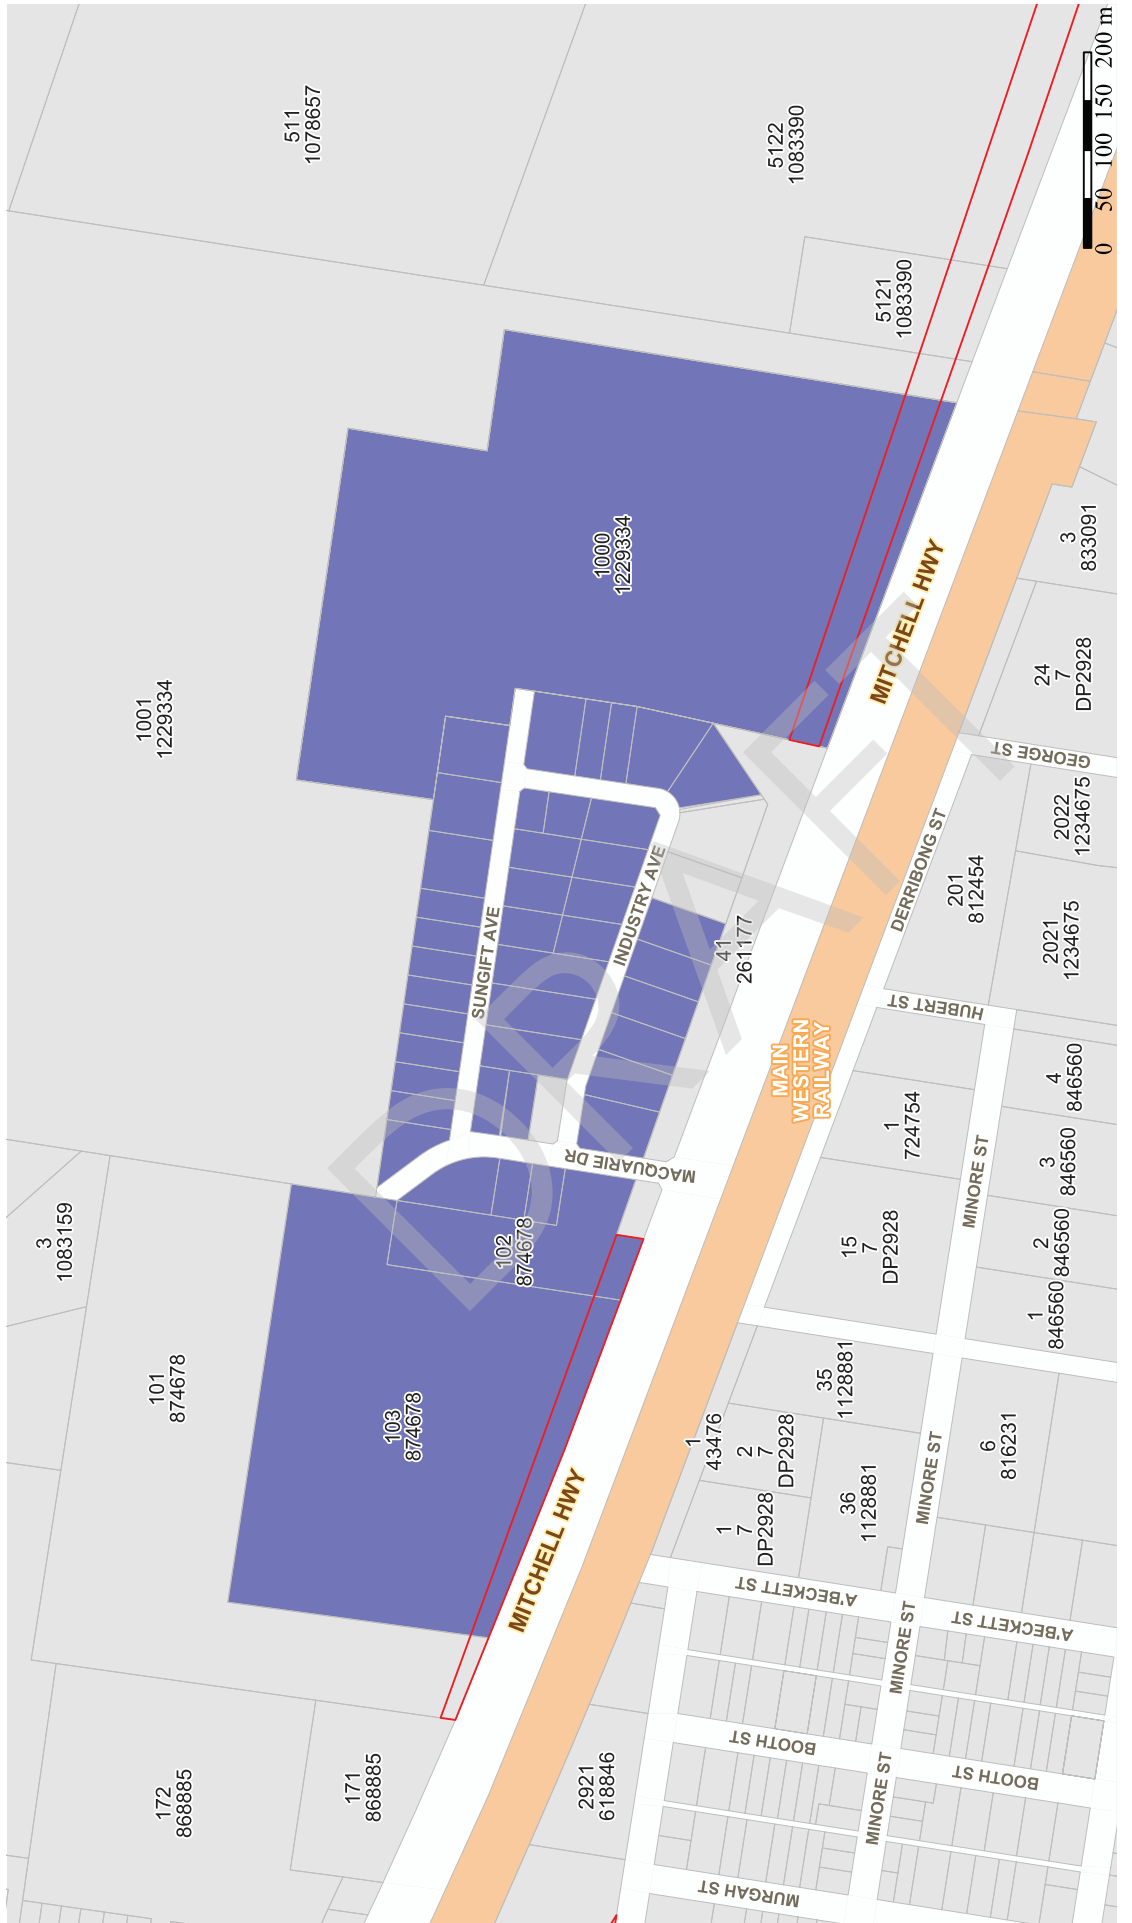 511
1078657
5122
1083390
5121
1083390
0 50 100 150 200 m
1001
1229334
1000
1229334
3
833091
24
7
DP2928
GEORGE ST
2022
1234675
201
812454
2021
1234675
DERRIBONG ST
HUBERT ST
MITCHELL HWY
SUNGIFT AVE
INDUSTRY AVE
MACQUARIE DR
41
261177
MAIN
WESTERN
RAILWAY
DRAFT
1
724754
4
846560
3
846560
2
846560
1
846560
MINORE ST
15
7
DP2928
3
1083159
102
874678
101
874678
103
874678
MITCHELL HWY
35
1128881
1
43476
2
7
DP2928
1
7
DP2928
36
1128881
6
816231
MINORE ST
A'BECKETT ST
A'BECKETT ST
MINORE ST
BOOTH ST
BOOTH ST
MINORE ST
MURGAH ST
172
868885
171
868885
2921
618846